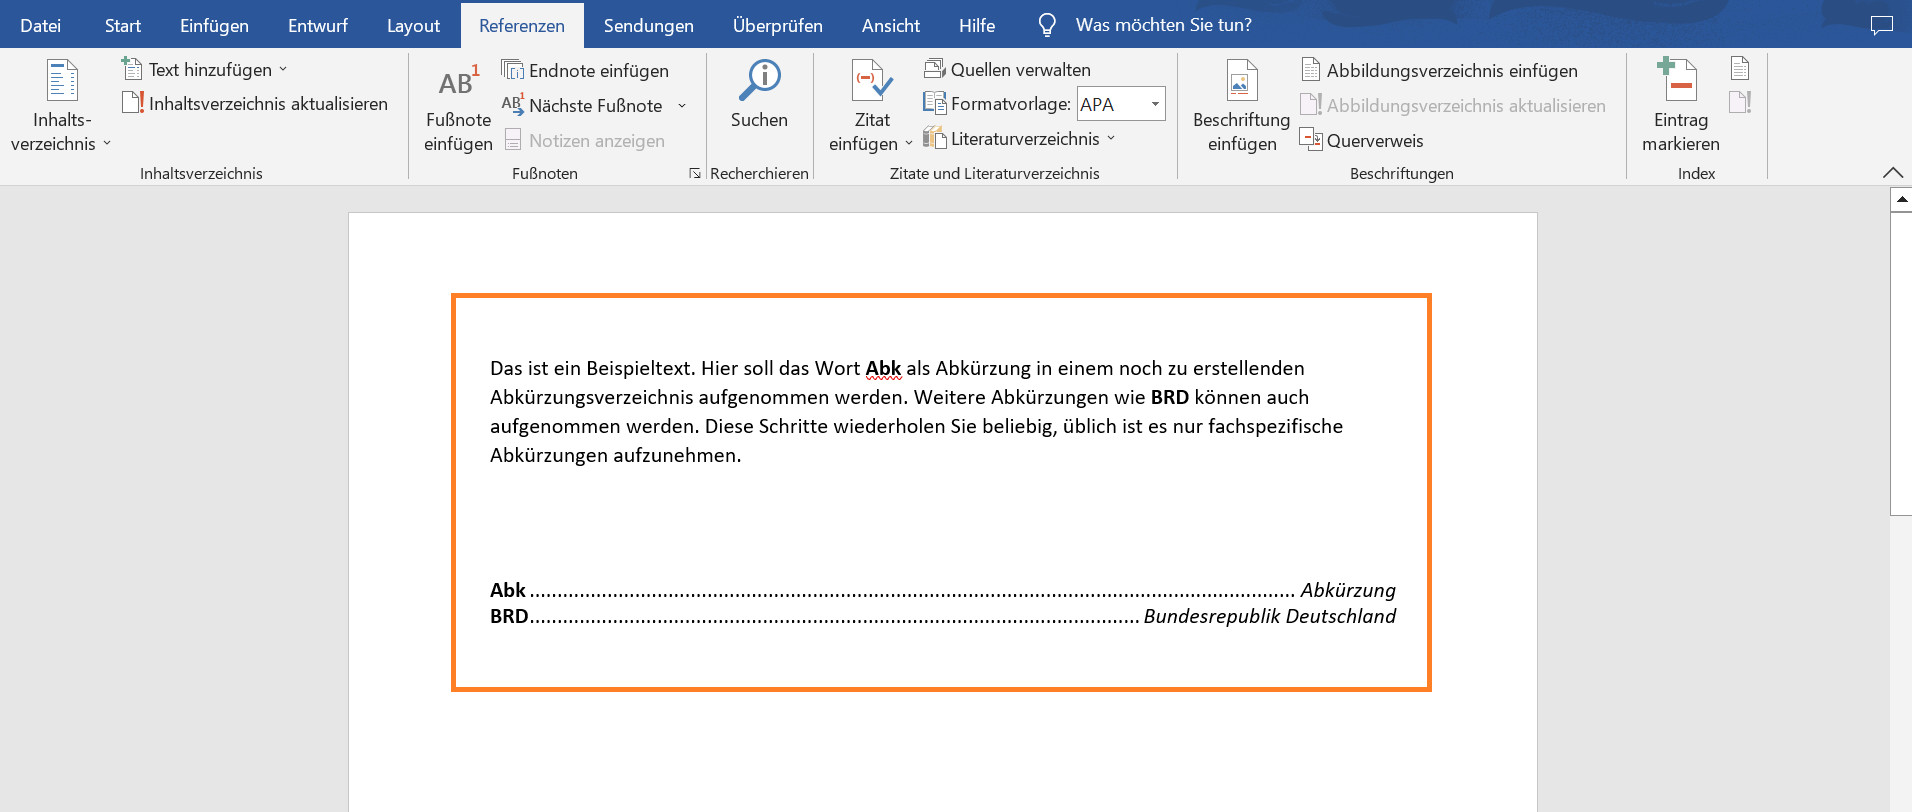 Datei Start Einfügen Entwurf Layout Referenzen Sendungen Überprüfen Ansicht Hilfe Was möchten Sie tun?
Inhalts-
verzeichnis
Text hinzufügen
Inhaltsverzeichnis aktualisieren
Inhaltsverzeichnis
AB1
Fußnote
einfügen
Endnote einfügen
AB1 Nächste Fußnote
Notizen anzeigen
Fußnoten
Suchen
Recherchieren
Zitat
einfügen
Quellen verwalten
Formatvorlage: APA
Literaturverzeichnis
Zitate und Literaturverzeichnis
Beschriftung
einfügen
Abbildungsverzeichnis einfügen
Abbildungsverzeichnis aktualisieren
Querverweis
Beschriftungen
Eintrag
markieren
Index
Das ist ein Beispieltext. Hier soll das Wort Abk als Abkürzung in einem noch zu erstellenden
Abkürzungsverzeichnis aufgenommen werden. Weitere Abkürzungen wie BRD können auch
aufgenommen werden. Diese Schritte wiederholen Sie beliebig, üblich ist es nur fachspezifische
Abkürzungen aufzunehmen.
Abk ........................................................................................................................................... Abkürzung
BRD............................................................................................................... Bundesrepublik Deutschland